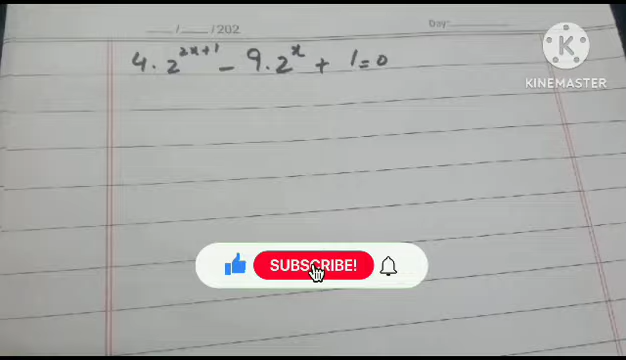 ___ / ___ /202
Day:
4. 2^{2x+1} - 9. 2^x + 1 = 0
K
KINEMASTER
SUBSCRIBE!